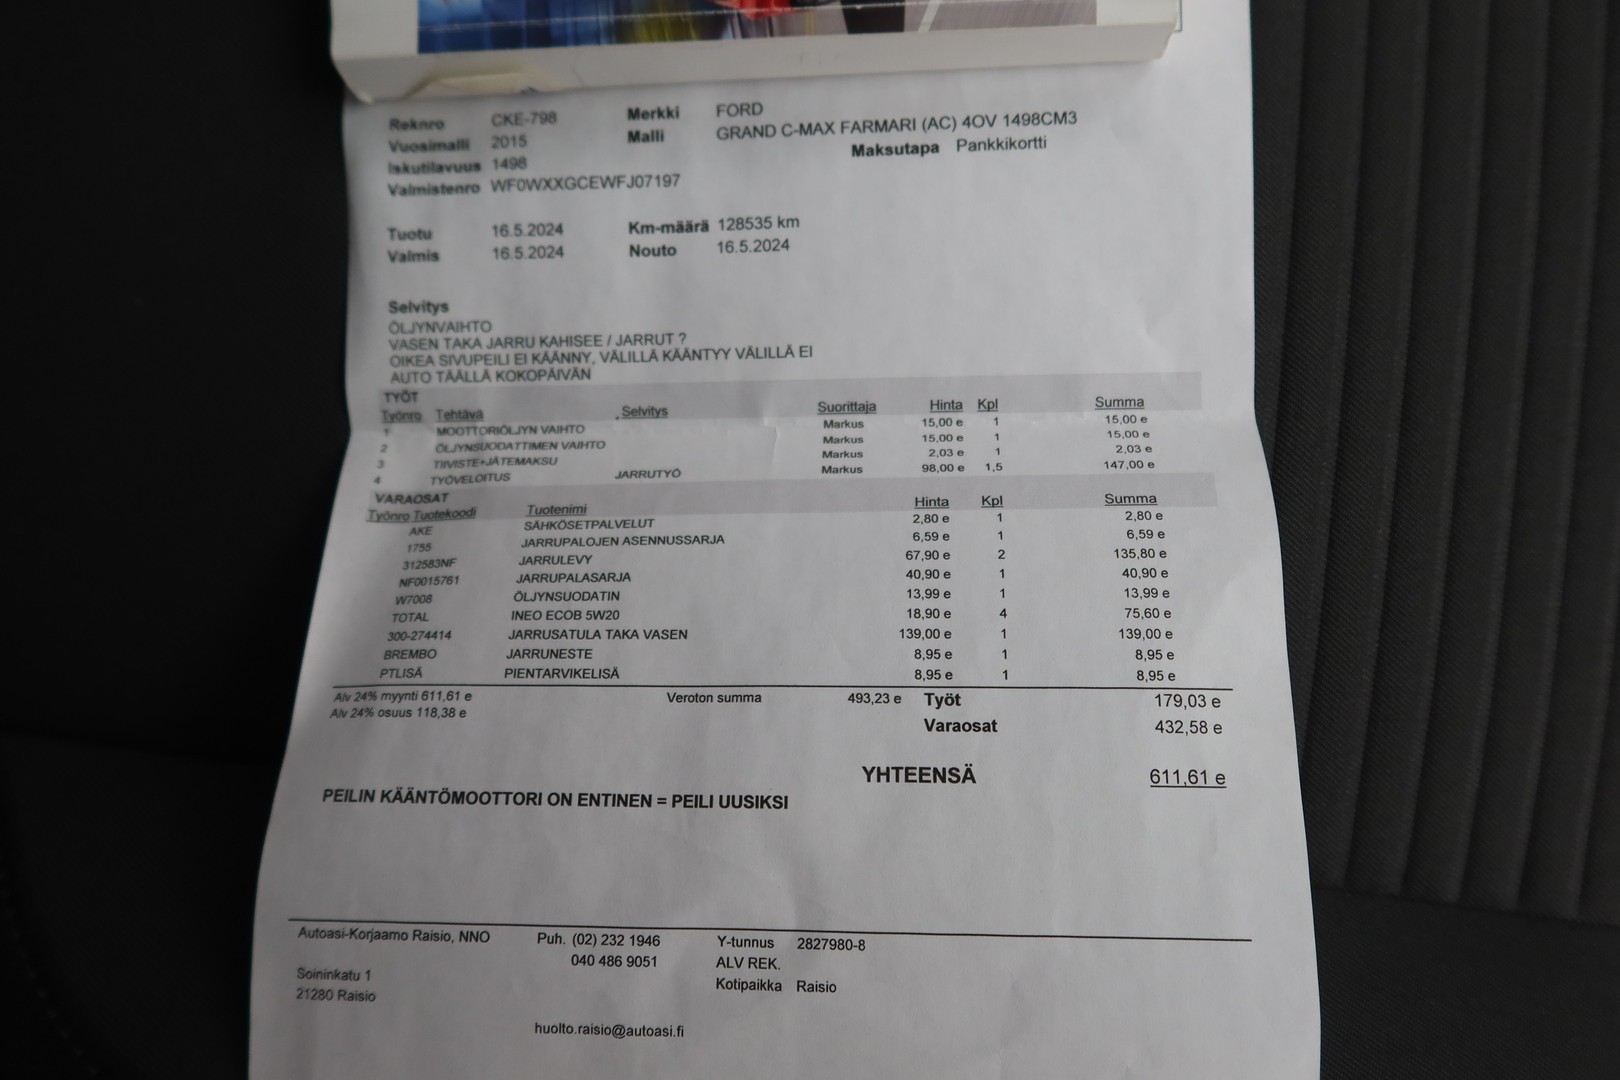 Reknro CKE-798 Merkki FORD
Vuosimalli 2015 Malli GRAND C-MAX FARMARI (AC) 4OV 1498CM3
Iskutilavuus 1498 Maksutapa Pankkikortti
Valmistenro WF0WXXGCEWFJ07197
Tuotu 16.5.2024 Km-määrä 128535 km
Valmis 16.5.2024 Nouto 16.5.2024
Selvitys
ÖLJYNVAIHTO
VASEN TAKA JARRU KAHISEE / JARRUT ?
OIKEA SIVUPEILI EI KÄÄNNY, VÄLILLÄ KÄÄNTYY VÄLILLÄ EI
AUTO TÄÄLLÄ KOKOPÄIVÄN
TYÖT
Työnro Tehtävä Selvitys Suorittaja Hinta Kpl Summa
1 MOOTTORIÖLJYN VAIHTO Markus 15,00 e 1 15,00 e
2 ÖLJYNSUODATTIMEN VAIHTO Markus 15,00 e 1 15,00 e
3 TIIVISTE+JÄTEMAKSU Markus 2,03 e 1 2,03 e
4 TYÖVELOITUS JARRUTYÖ Markus 98,00 e 1,5 147,00 e
VARAOSAT
Työnro Tuotekoodi Tuotenimi Hinta Kpl Summa
AKE SÄHKÖSETPALVELUT 2,80 e 1 2,80 e
1755 JARRUPALOJEN ASENNUSSARJA 6,59 e 1 6,59 e
312583NF JARRULEVY 67,90 e 2 135,80 e
NF0015761 JARRUPALASARJA 40,90 e 1 40,90 e
W7008 ÖLJYNSUODATIN 13,99 e 1 13,99 e
TOTAL INEO ECOB 5W20 18,90 e 4 75,60 e
300-274414 JARRUSATULA TAKA VASEN 139,00 e 1 139,00 e
BREMBO JARRUNESTE 8,95 e 1 8,95 e
PTLISÄ PIENTARVIKELISÄ 8,95 e 1 8,95 e
Alv 24% myynti 611,61 e Veroton summa 493,23 e Työt 179,03 e
Alv 24% osuus 118,38 e Varaosat 432,58 e
YHTEENSÄ 611,61 e
PEILIN KÄÄNTÖMOOTTORI ON ENTINEN = PEILI UUSIKSI
Autoasi-Korjaamo Raisio, NNO Puh. (02) 232 1946 Y-tunnus 2827980-8
040 486 9051 ALV REK.
Soininkatu 1 Kotipaikka Raisio
21280 Raisio
huolto.raisio@autoasi.fi